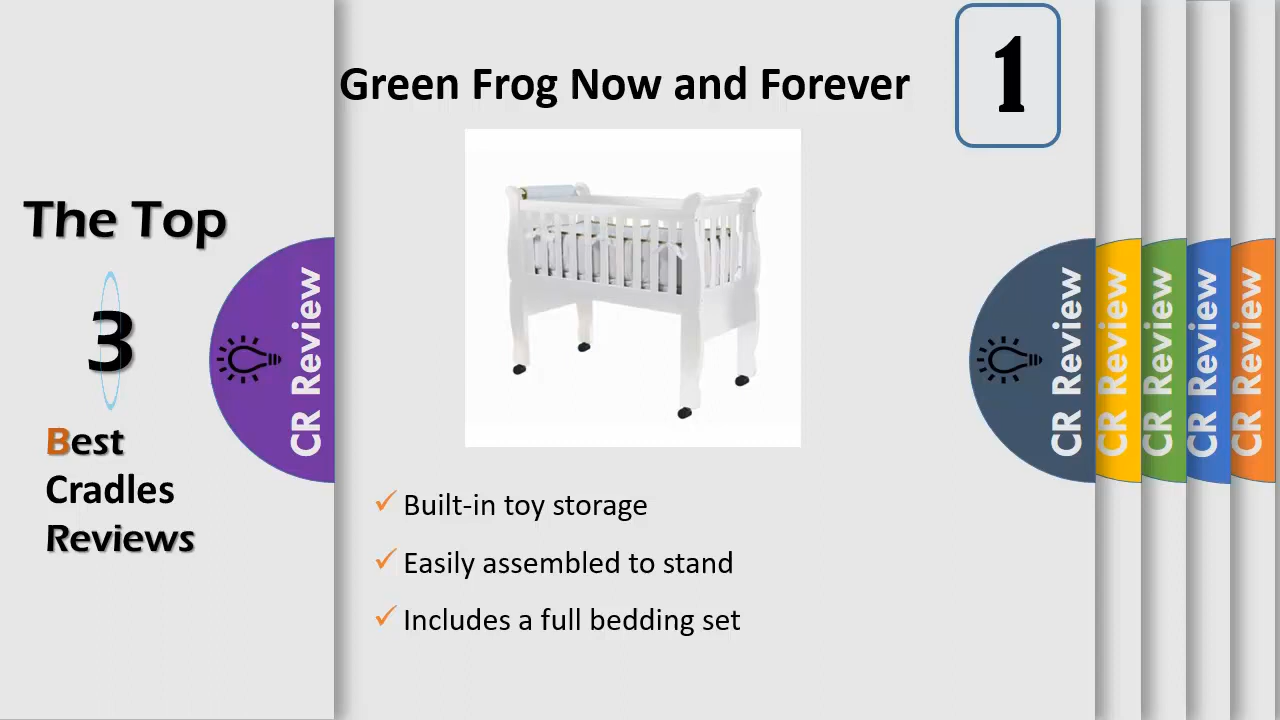 Green Frog Now and Forever
1
The Top
3
Best
Cradles
Reviews
CR Review
Built-in toy storage
Easily assembled to stand
Includes a full bedding set
CR Review
CR Review
CR Review
CR Review
CR Review